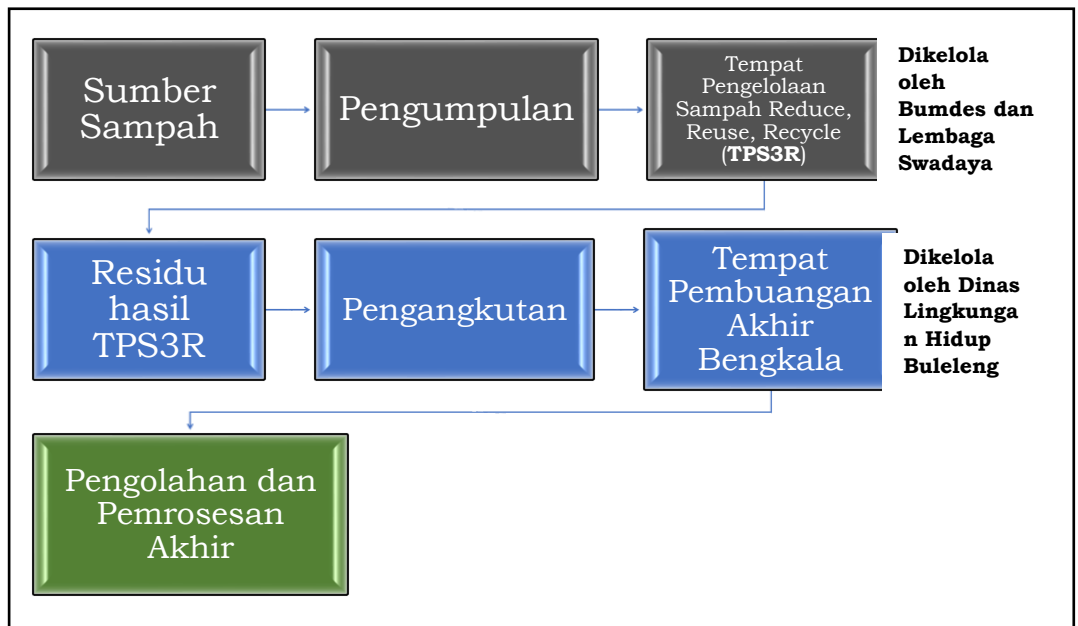 Sumber
Sampah
Pengumpulan
Tempat
Pengelolaan
Sampah Reduce,
Reuse, Recycle
(TPS3R)
Dikelola
oleh
Bumdes dan
Lembaga
Swadaya
Residu
hasil
TPS3R
Pengangkutan
Tempat
Pembuangan
Akhir
Bengkala
Dikelola
oleh Dinas
Lingkunga
n Hidup
Buleleng
Pengolahan dan
Pemrosesan
Akhir